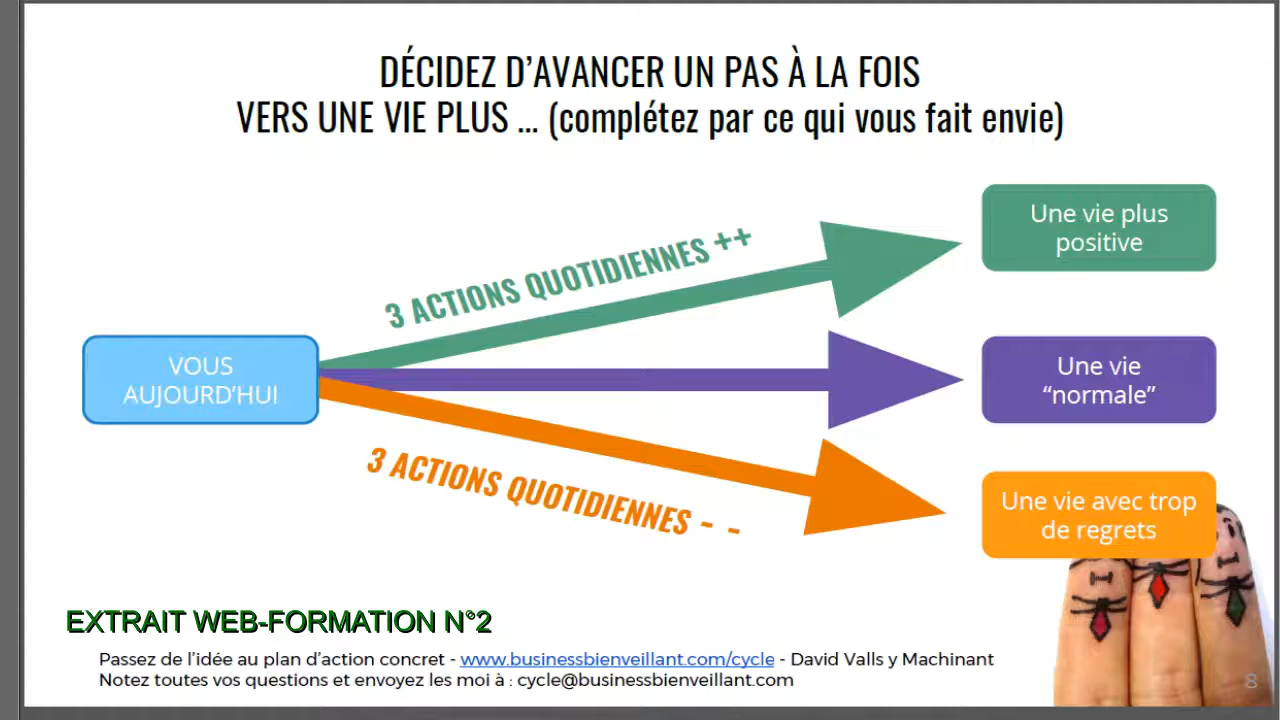 DÉCIDEZ D'AVANCER UN PAS À LA FOIS
VERS UNE VIE PLUS ... (complétez par ce qui vous fait envie)
Une vie plus
positive
3 ACTIONS QUOTIDIENNES ++
VOUS
AUJOURD'HUI
Une vie
“normale”
3 ACTIONS QUOTIDIENNES - -
Une vie avec trop
de regrets
EXTRAIT WEB-FORMATION N°2
Passez de l'idée au plan d'action concret - www.businessbienveillant.com/cycle - David Valls y Machinant
Notez toutes vos questions et envoyez les moi à : cycle@businessbienveillant.com
8